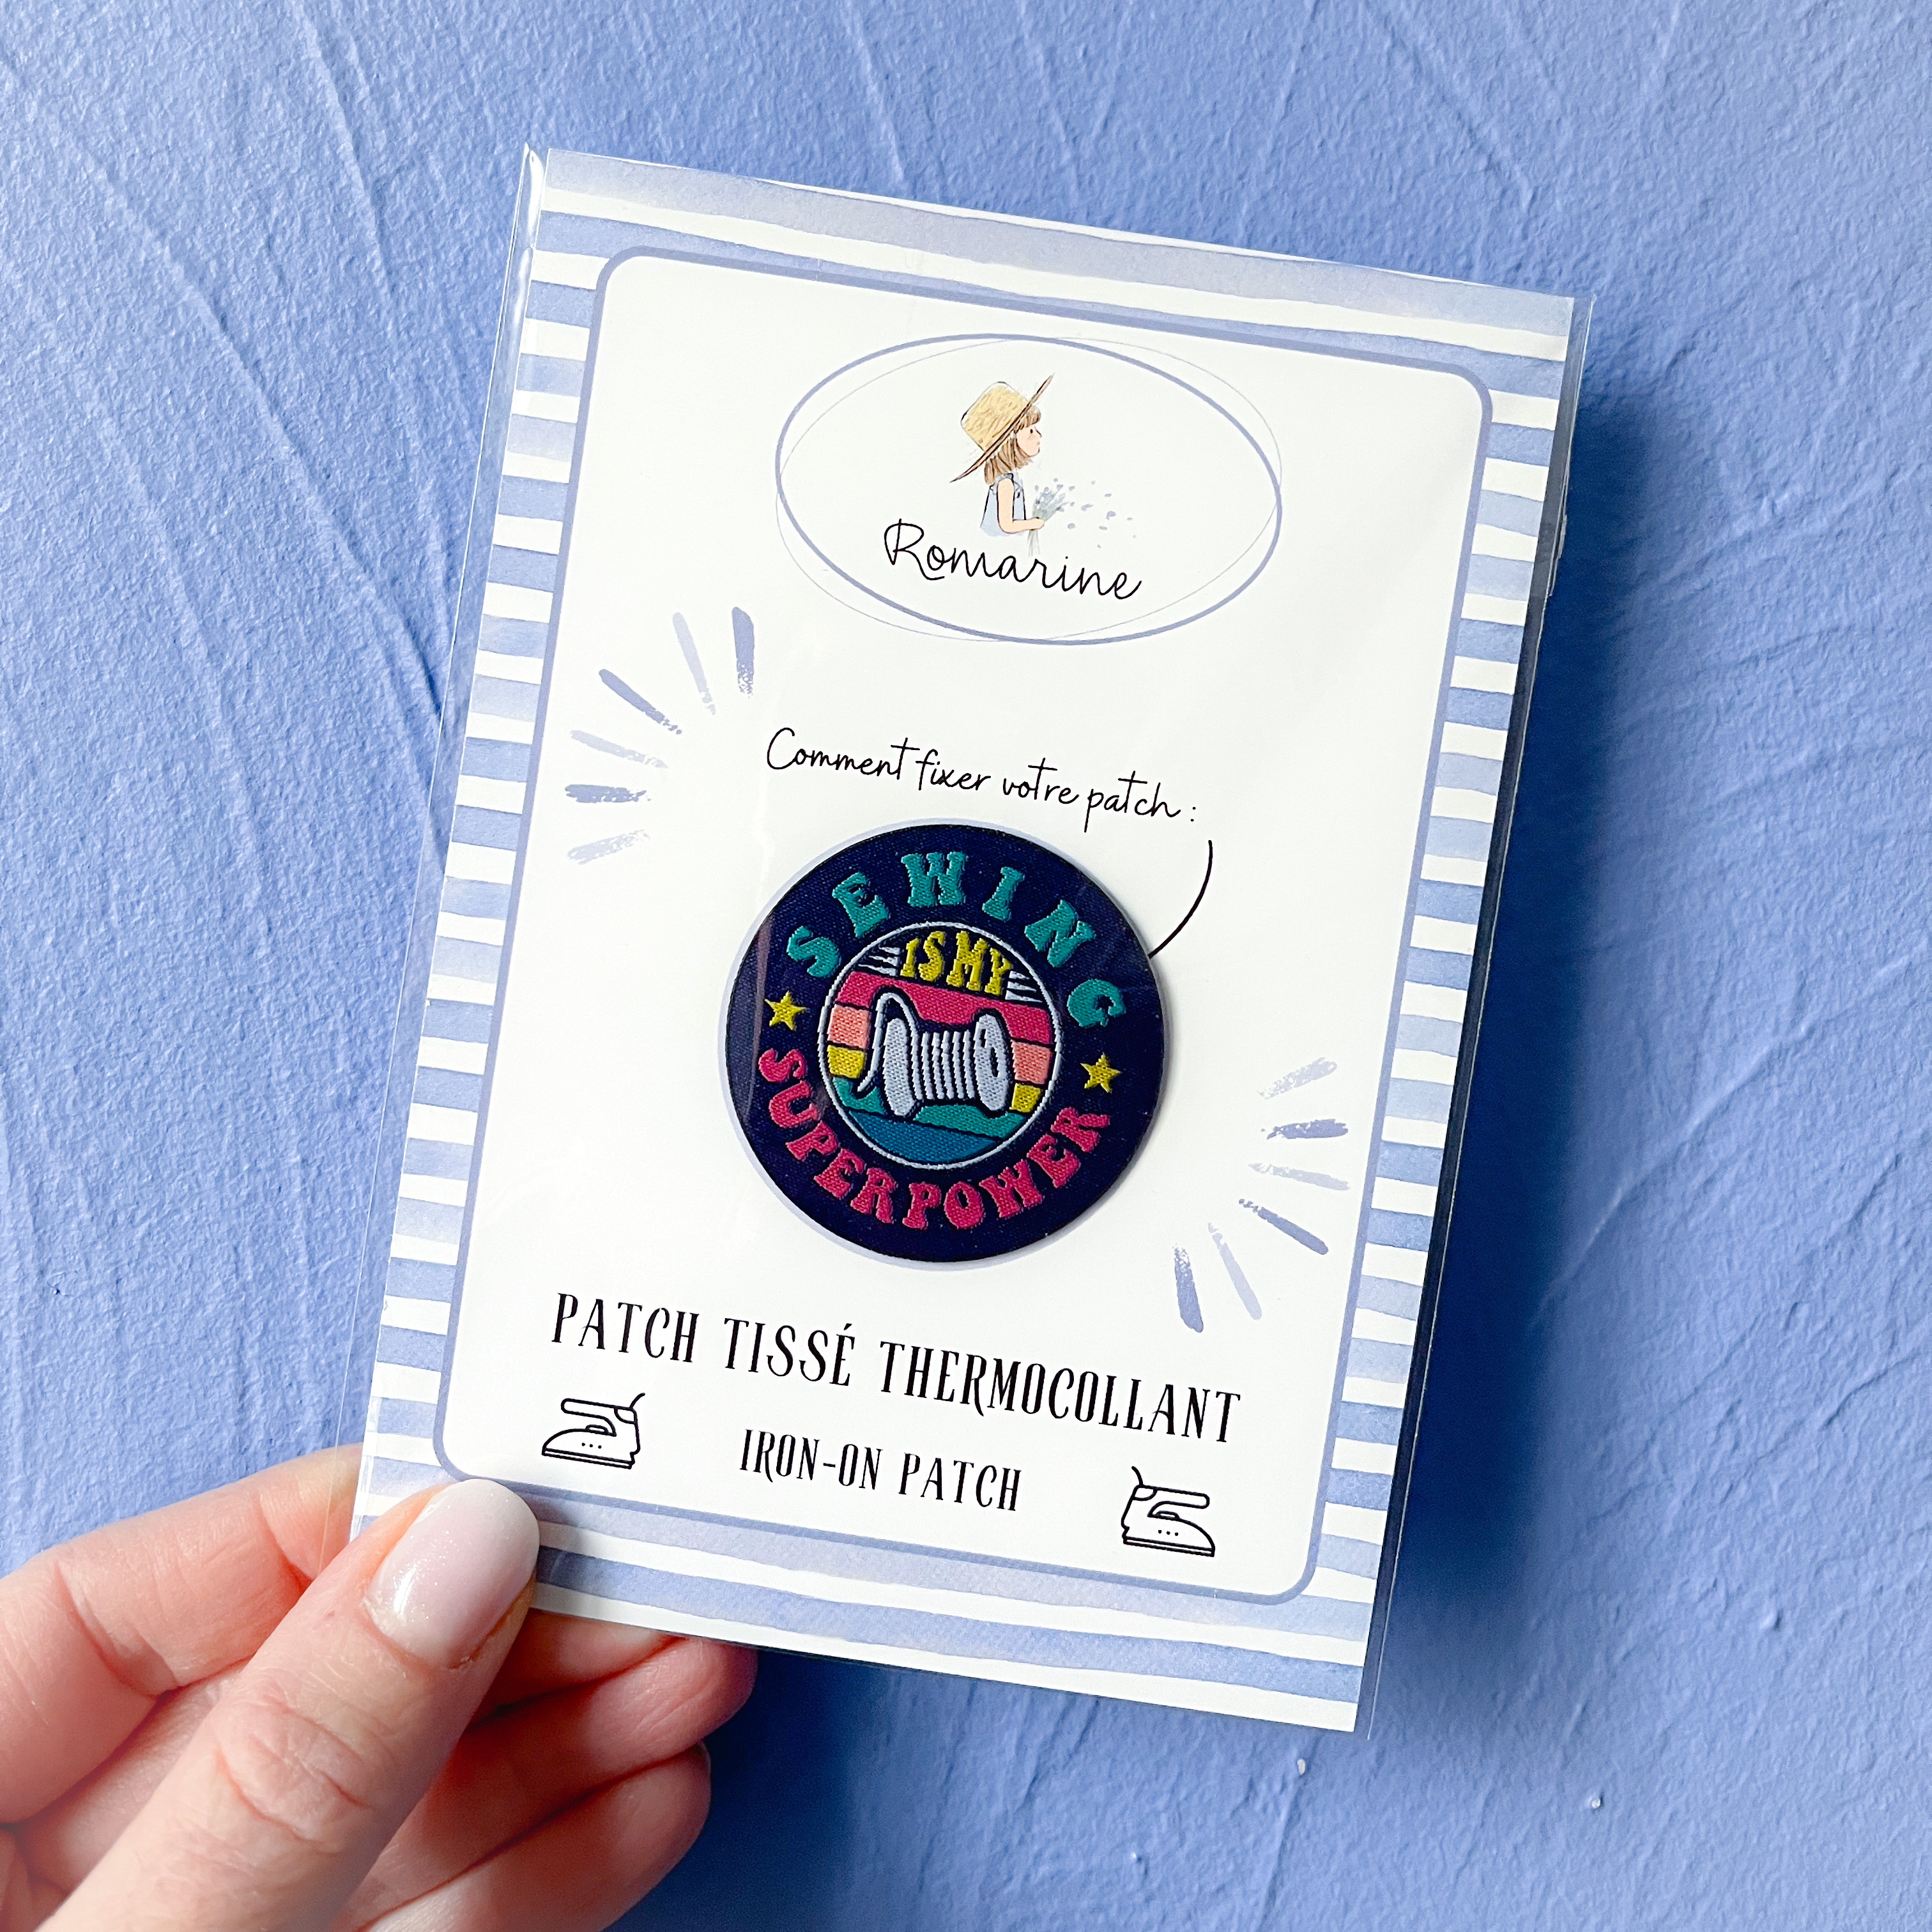 Romarine
Comment fixer votre patch :
SEWING
IS MY
SUPERPOWER
PATCH TISSÉ THERMOCOLLANT
IRON-ON PATCH